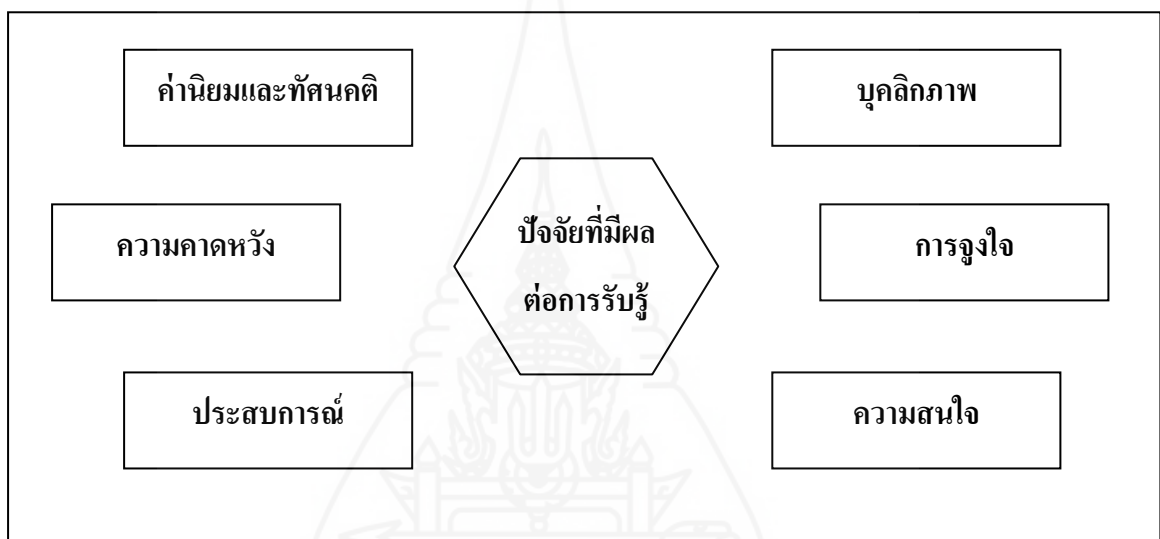 ค่านิยมและทัศนคติ
บุคลิกภาพ
ความคาดหวัง
ปัจจัยที่มีผล
ต่อการรับรู้
การจูงใจ
ประสบการณ์
ความสนใจ